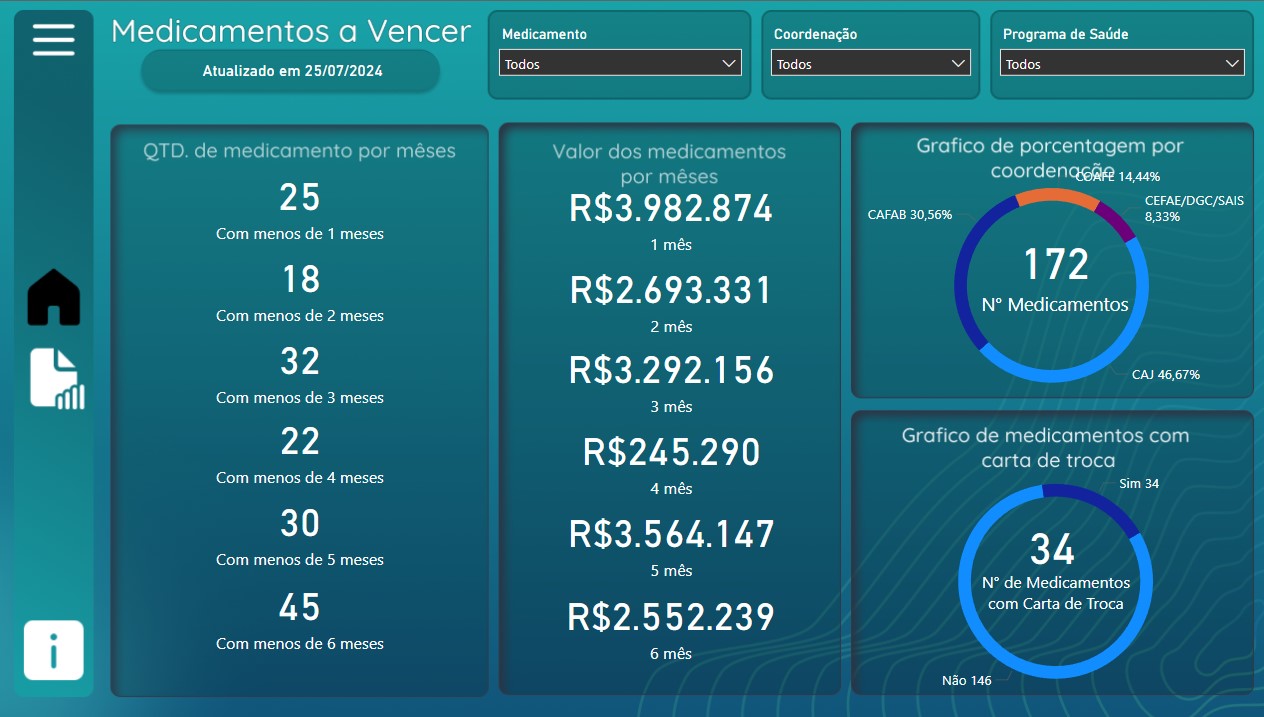 Medicamentos a Vencer
Atualizado em 25/07/2024
Medicamento
Todos
Coordenação
Todos
Programa de Saúde
Todos
QTD. de medicamento por mêses
25
Com menos de 1 meses
18
Com menos de 2 meses
32
Com menos de 3 meses
22
Com menos de 4 meses
30
Com menos de 5 meses
45
Com menos de 6 meses
Valor dos medicamentos
por mêses
R$3.982.874
1 mês
R$2.693.331
2 mês
R$3.292.156
3 mês
R$245.290
4 mês
R$3.564.147
5 mês
R$2.552.239
6 mês
Grafico de porcentagem por
coordenação
COAFE 14,44%
CEFAE/DGC/SAIS
8,33%
CAFAB 30,56%
172
N° Medicamentos
CAJ 46,67%
Grafico de medicamentos com
carta de troca
Sim 34
34
N° de Medicamentos
com Carta de Troca
Não 146